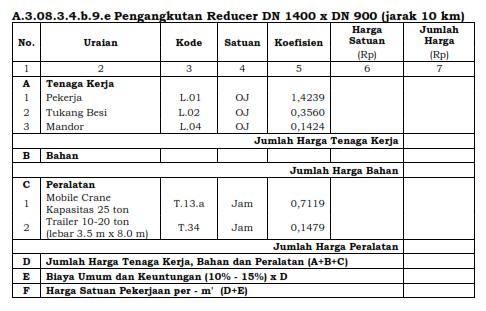 A.3.08.3.4.b.9.e Pengangkutan Reducer DN 1400 x DN 900 (jarak 10 km)
No. Uraian Kode Satuan Koefisien Harga Satuan (Rp) Jumlah Harga (Rp)
1 2 3 4 5 6 7
A Tenaga Kerja
1 Pekerja L.01 OJ 1,4239
2 Tukang Besi L.02 OJ 0,3560
3 Mandor L.04 OJ 0,1424
Jumlah Harga Tenaga Kerja
B Bahan
Jumlah Harga Bahan
C Peralatan
1 Mobile Crane Kapasitas 25 ton T.13.a Jam 0,7119
2 Trailer 10-20 ton (lebar 3.5 m x 8.0 m) T.34 Jam 0,1479
Jumlah Harga Peralatan
D Jumlah Harga Tenaga Kerja, Bahan dan Peralatan (A+B+C)
E Biaya Umum dan Keuntungan (10% - 15%) x D
F Harga Satuan Pekerjaan per - m' (D+E)